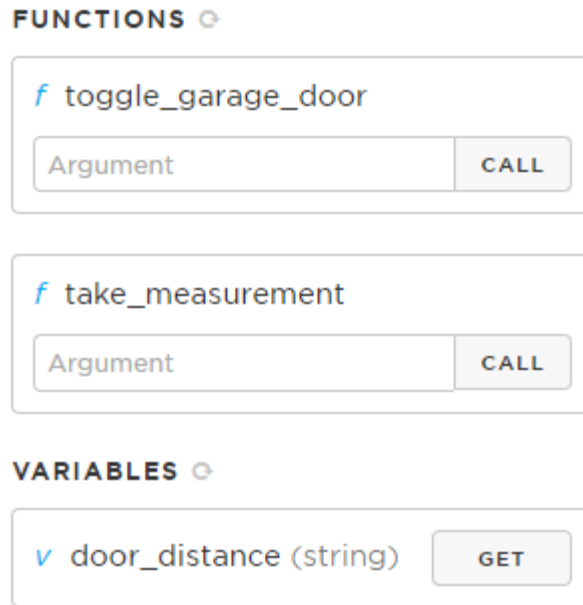 FUNCTIONS
f toggle_garage_door
Argument CALL
f take_measurement
Argument CALL
VARIABLES
v door_distance (string) GET